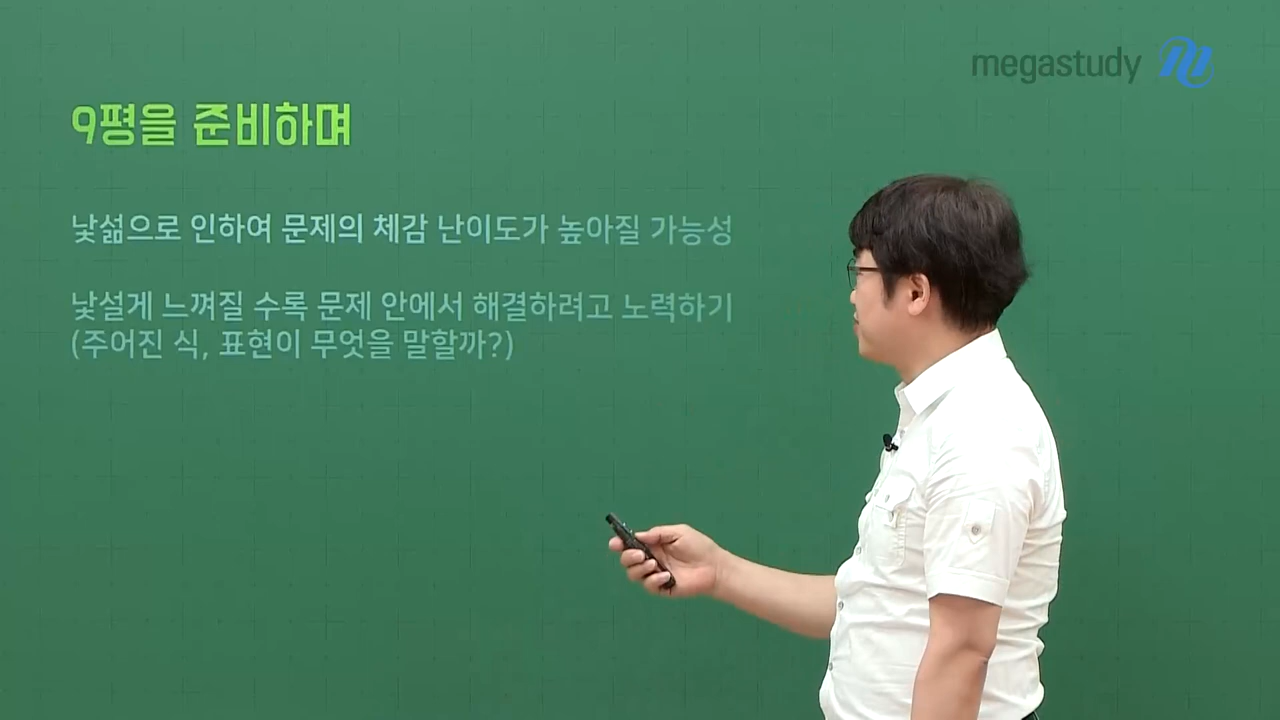 megastudy
9평을 준비하며
낯섦으로 인하여 문제의 체감 난이도가 높아질 가능성
낯설게 느껴질 수록 문제 안에서 해결하려고 노력하기
(주어진 식, 표현이 무엇을 말할까?)